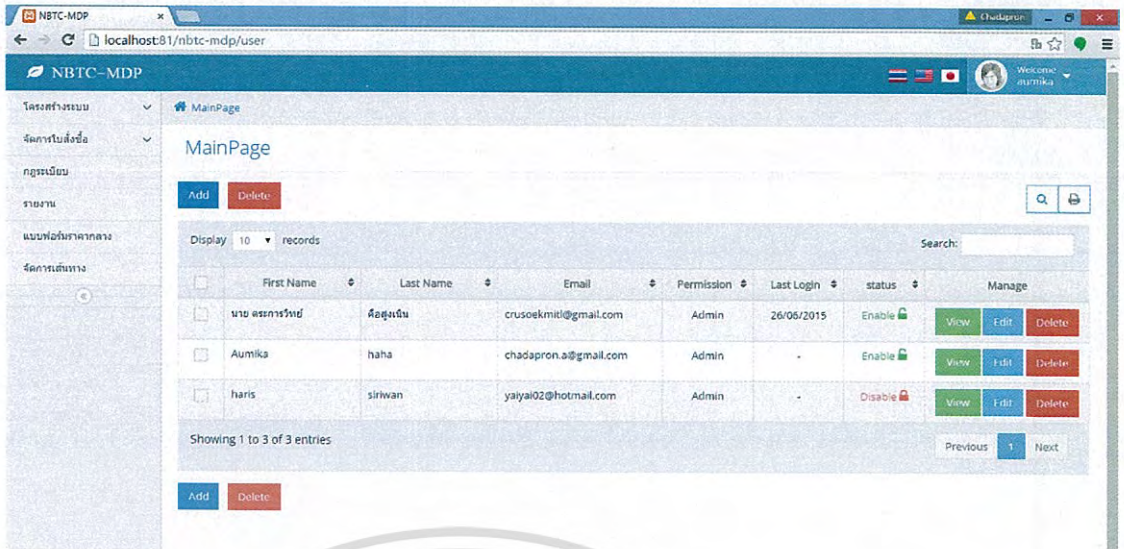 NBTC-MDP
Chadapron
localhost:81/nbtc-mdp/user
NBTC-MDP
Welcome
aumika
โครงสร้างระบบ
MainPage
จัดการใบสั่งซื้อ
MainPage
กฎระเบียบ
Add Delete
รายงาน
แบบฟอร์มราคากลาง
Display 10 records
Search:
จัดการเส้นทาง
First Name Last Name Email Permission Last Login status Manage
นาย ตระการวิทย์ คือสูงเนิน crusoekmitl@gmail.com Admin 26/06/2015 Enable View Edit Delete
Aumika haha chadapron.a@gmail.com Admin - Enable View Edit Delete
haris siriwan yaiyai02@hotmail.com Admin - Disable View Edit Delete
Showing 1 to 3 of 3 entries
Previous 1 Next
Add Delete